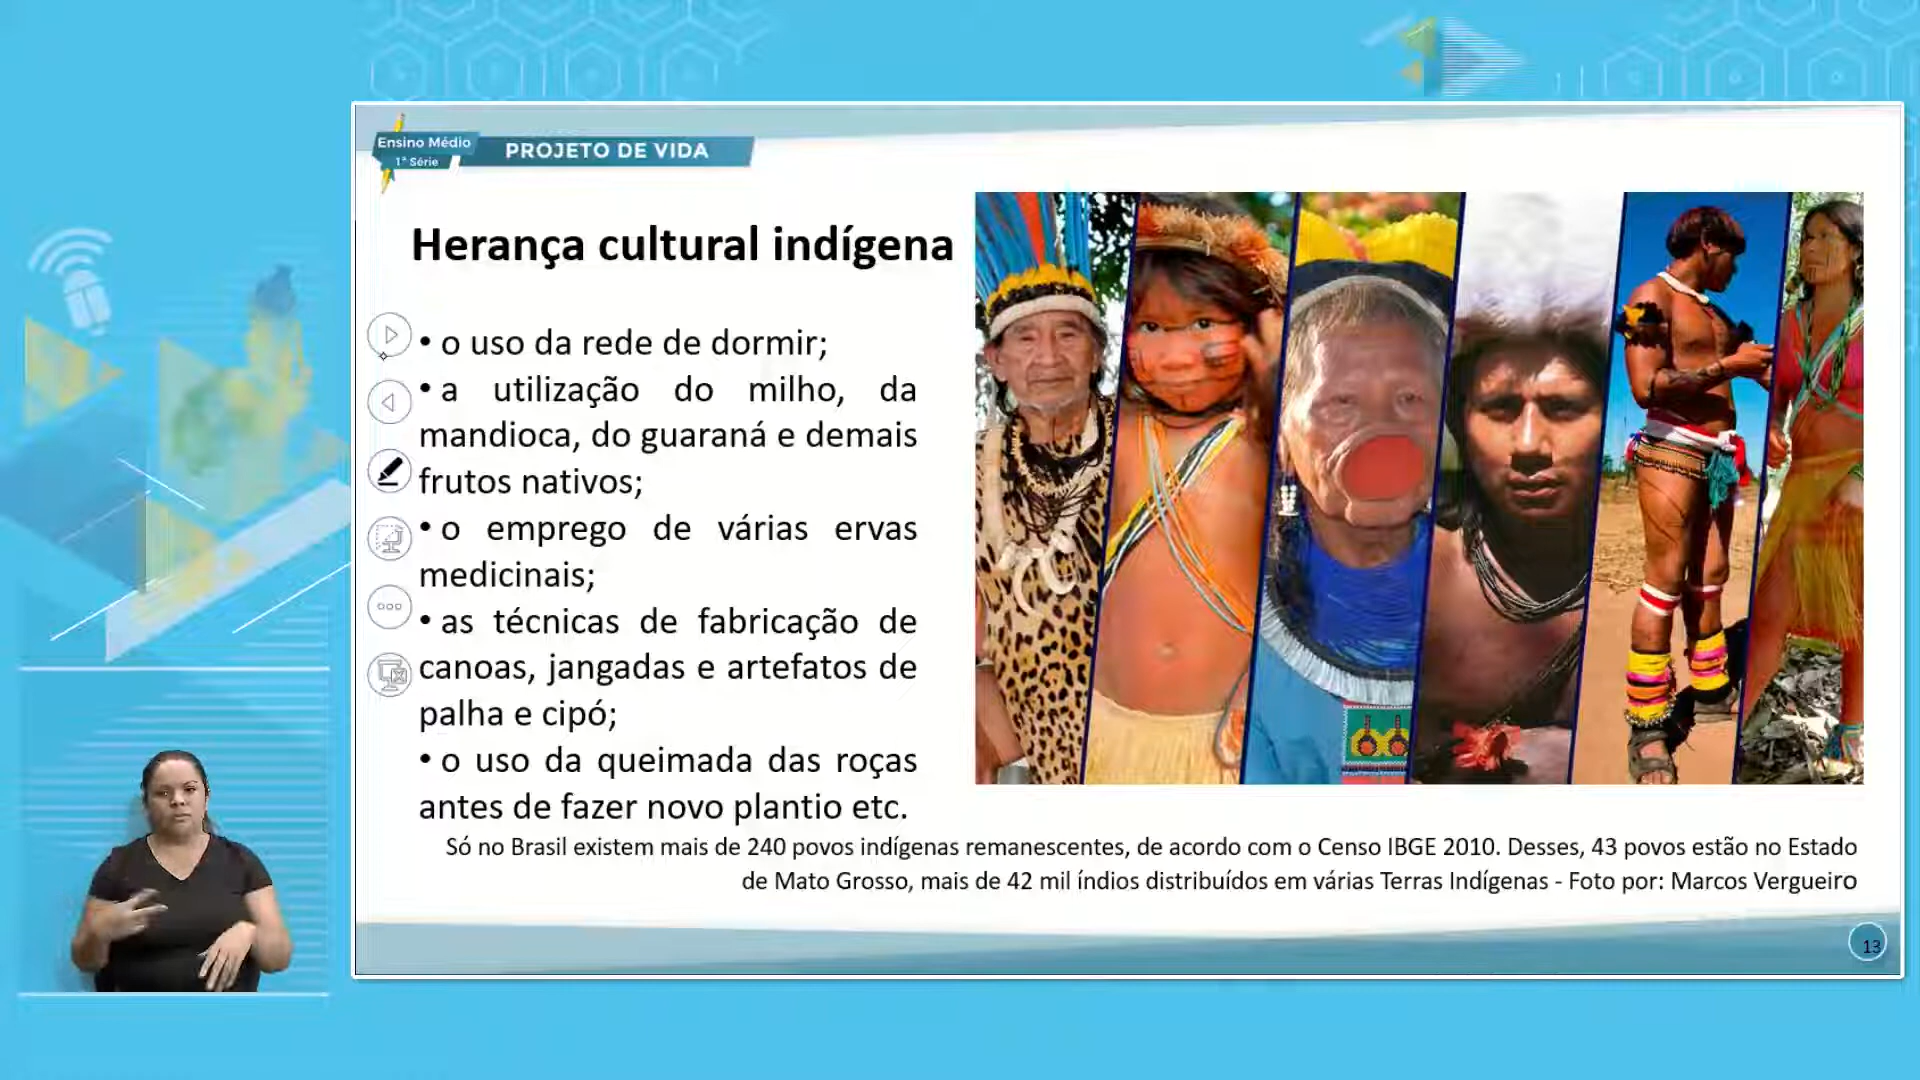 Ensino Médio
1ª Série
PROJETO DE VIDA
Herança cultural indígena
• o uso da rede de dormir;
• a utilização do milho, da
mandioca, do guaraná e demais
frutos nativos;
• o emprego de várias ervas
medicinais;
• as técnicas de fabricação de
canoas, jangadas e artefatos de
palha e cipó;
• o uso da queimada das roças
antes de fazer novo plantio etc.
Só no Brasil existem mais de 240 povos indígenas remanescentes, de acordo com o Censo IBGE 2010. Desses, 43 povos estão no Estado
de Mato Grosso, mais de 42 mil índios distribuídos em várias Terras Indígenas - Foto por: Marcos Vergueiro
13